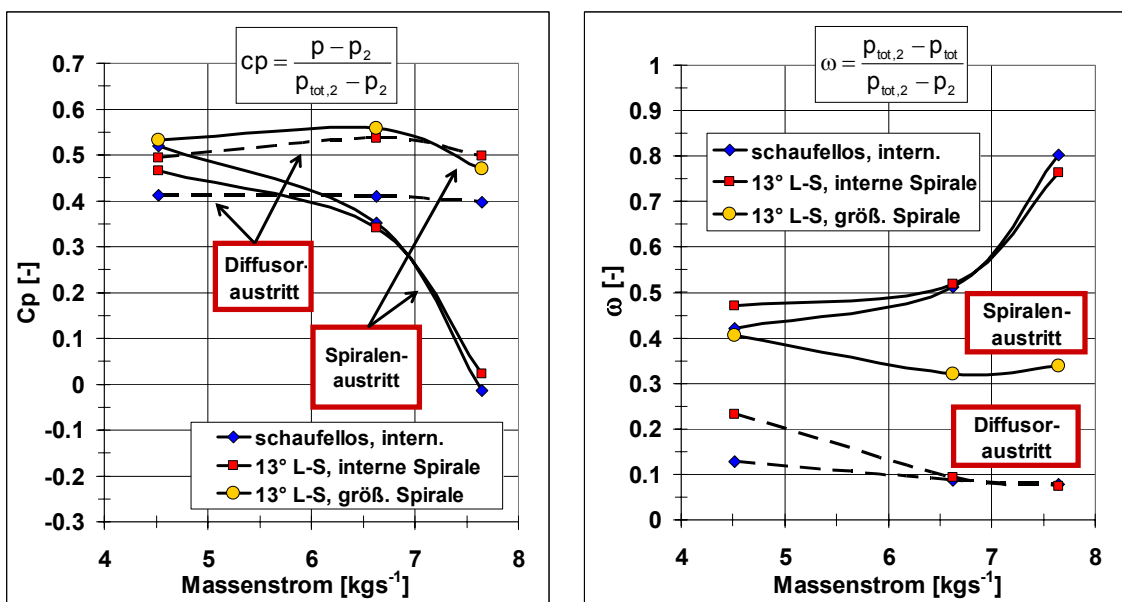 cp = (p − p₂) / (pₜₒₜ,₂ − p₂)
0.7
0.6
0.5
0.4
0.3
0.2
0.1
0
-0.1
-0.2
-0.3
Cp [-]
Diffusor-
austritt
Spiralen-
austritt
schaufellos, intern.
13° L-S, interne Spirale
13° L-S, größ. Spirale
4 5 6 7 8
Massenstrom [kgs⁻¹]
ω = (pₜₒₜ,₂ − pₜₒₜ) / (pₜₒₜ,₂ − p₂)
1
0.9
0.8
0.7
0.6
0.5
0.4
0.3
0.2
0.1
0
ω [-]
schaufellos, intern.
13° L-S, interne Spirale
13° L-S, größ. Spirale
Spiralen-
austritt
Diffusor-
austritt
4 5 6 7 8
Massenstrom [kgs⁻¹]